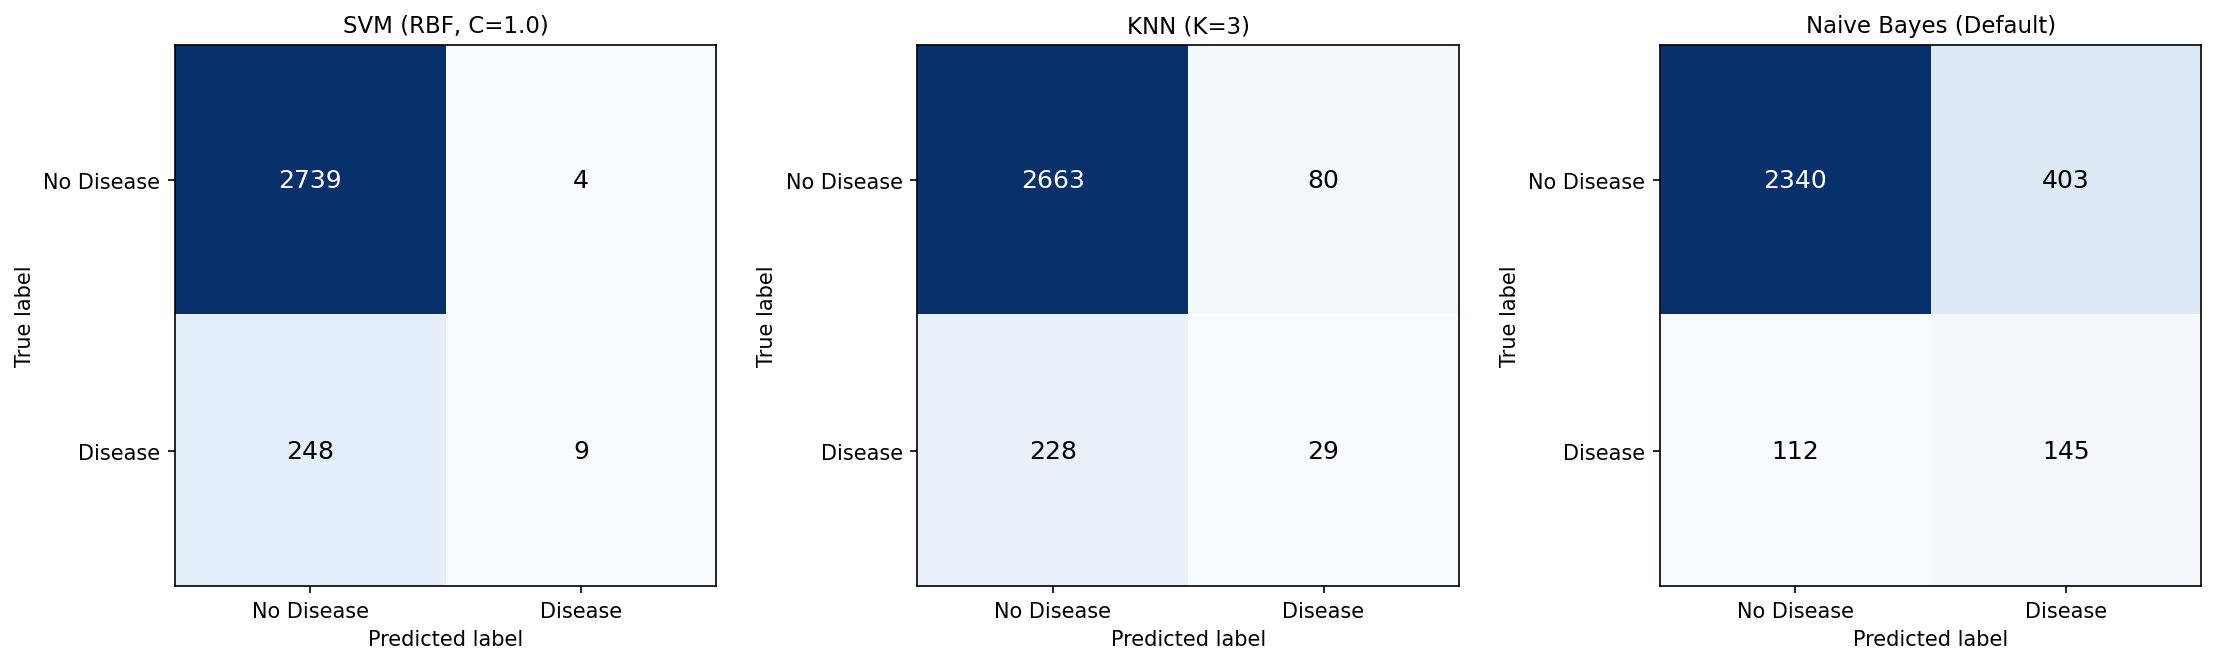 SVM (RBF, C=1.0)
True label
No Disease
2739
4
Disease
248
9
No Disease
Disease
Predicted label
KNN (K=3)
True label
No Disease
2663
80
Disease
228
29
No Disease
Disease
Predicted label
Naive Bayes (Default)
True label
No Disease
2340
403
Disease
112
145
No Disease
Disease
Predicted label